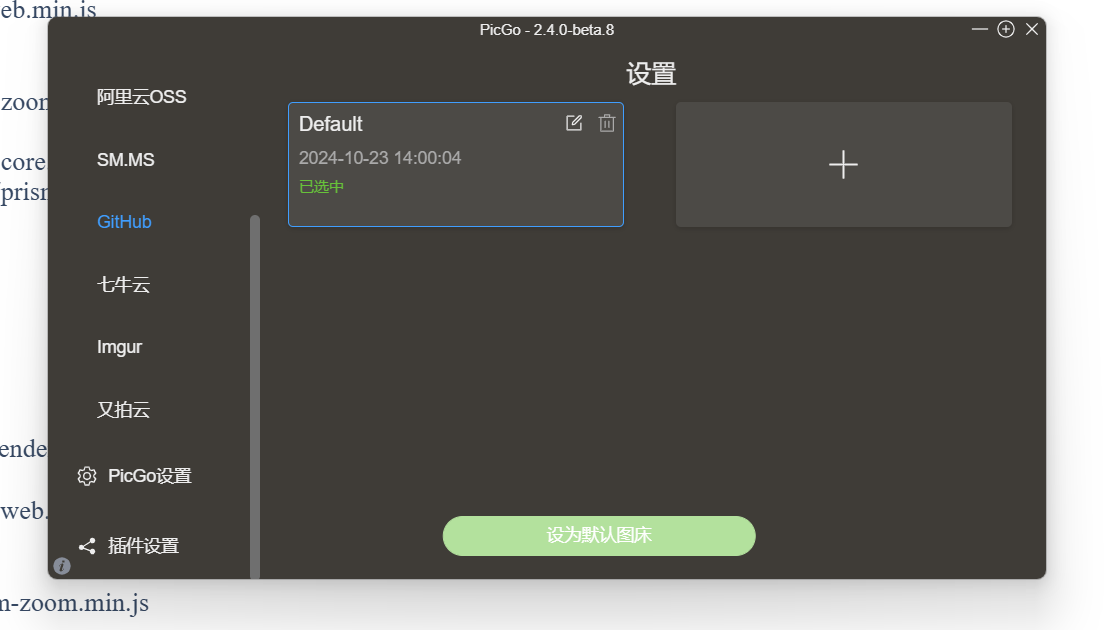 eb.min.js
PicGo - 2.4.0-beta.8
设置
阿里云OSS
SM.MS
GitHub
七牛云
Imgur
又拍云
PicGo设置
插件设置
Default
2024-10-23 14:00:04
已选中
设为默认图床
zoom
core
prism
ende
web.
m-zoom.min.js